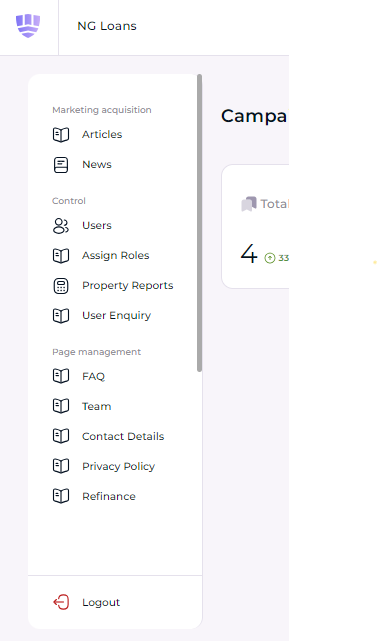 NG Loans
Marketing acquisition
Articles
News
Control
Users
Assign Roles
Property Reports
User Enquiry
Page management
FAQ
Team
Contact Details
Privacy Policy
Refinance
Logout
Campa
Total
4 33